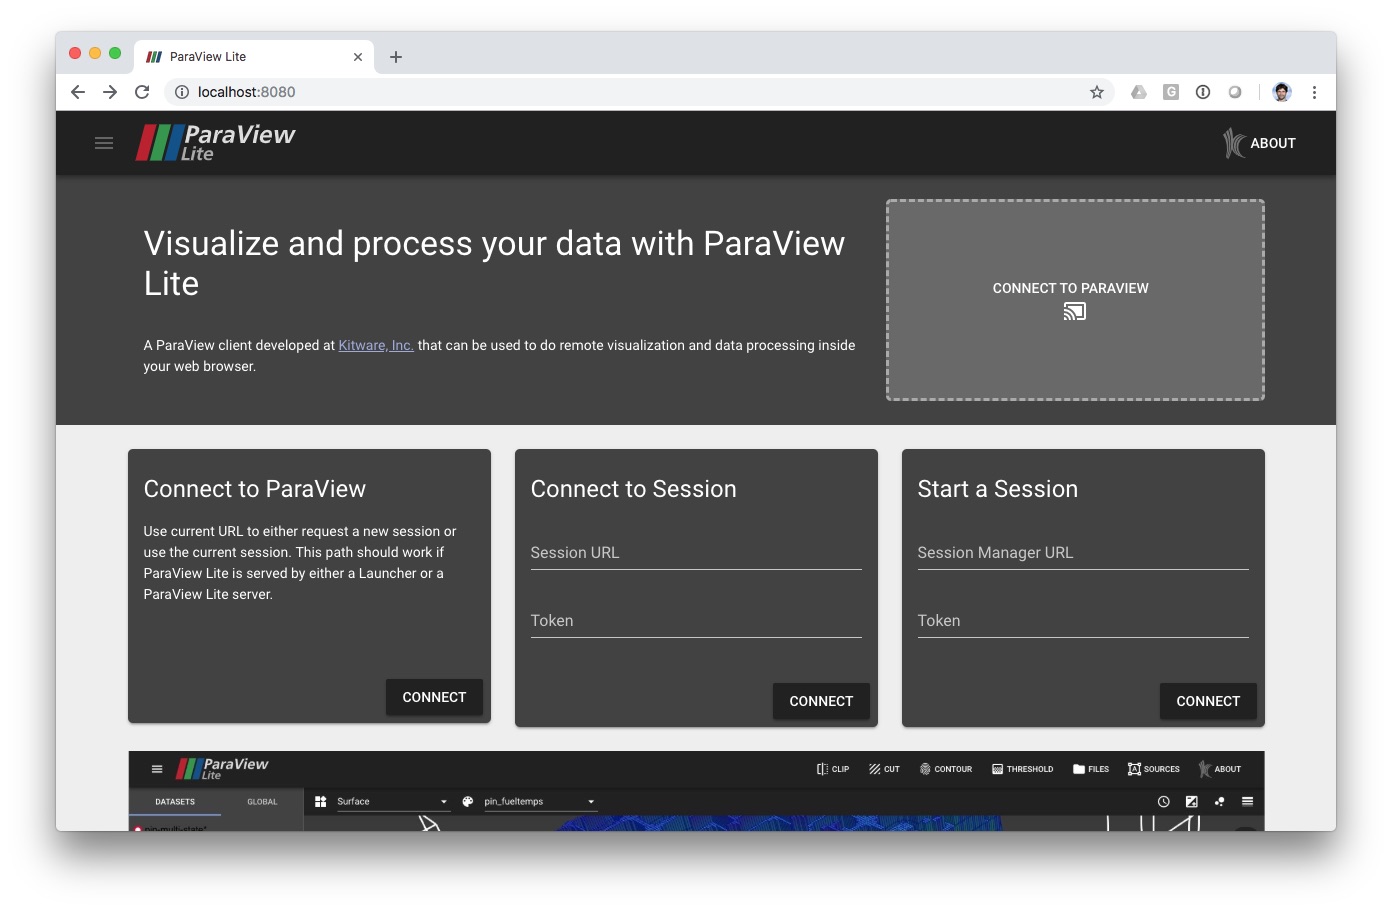 ParaView Lite
localhost:8080
G
ParaView
Lite
ABOUT
Visualize and process your data with ParaView
Lite
CONNECT TO PARAVIEW
A ParaView client developed at Kitware, Inc. that can be used to do remote visualization and data processing inside
your web browser.
Connect to ParaView
Use current URL to either request a new session or
use the current session. This path should work if
ParaView Lite is served by either a Launcher or a
ParaView Lite server.
CONNECT
Connect to Session
Session URL
Token
CONNECT
Start a Session
Session Manager URL
Token
CONNECT
ParaView
Lite
CLIP CUT CONTOUR THRESHOLD FILES SOURCES ABOUT
DATASETS GLOBAL Surface pin_fueltemps